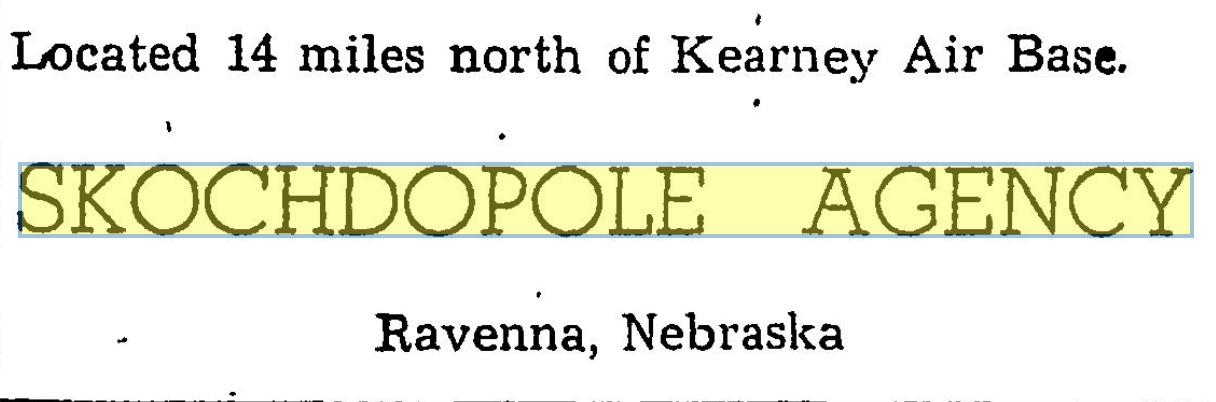 Located 14 miles north of Kearney Air Base.
SKOCHDOPOLE AGENCY
Ravenna, Nebraska